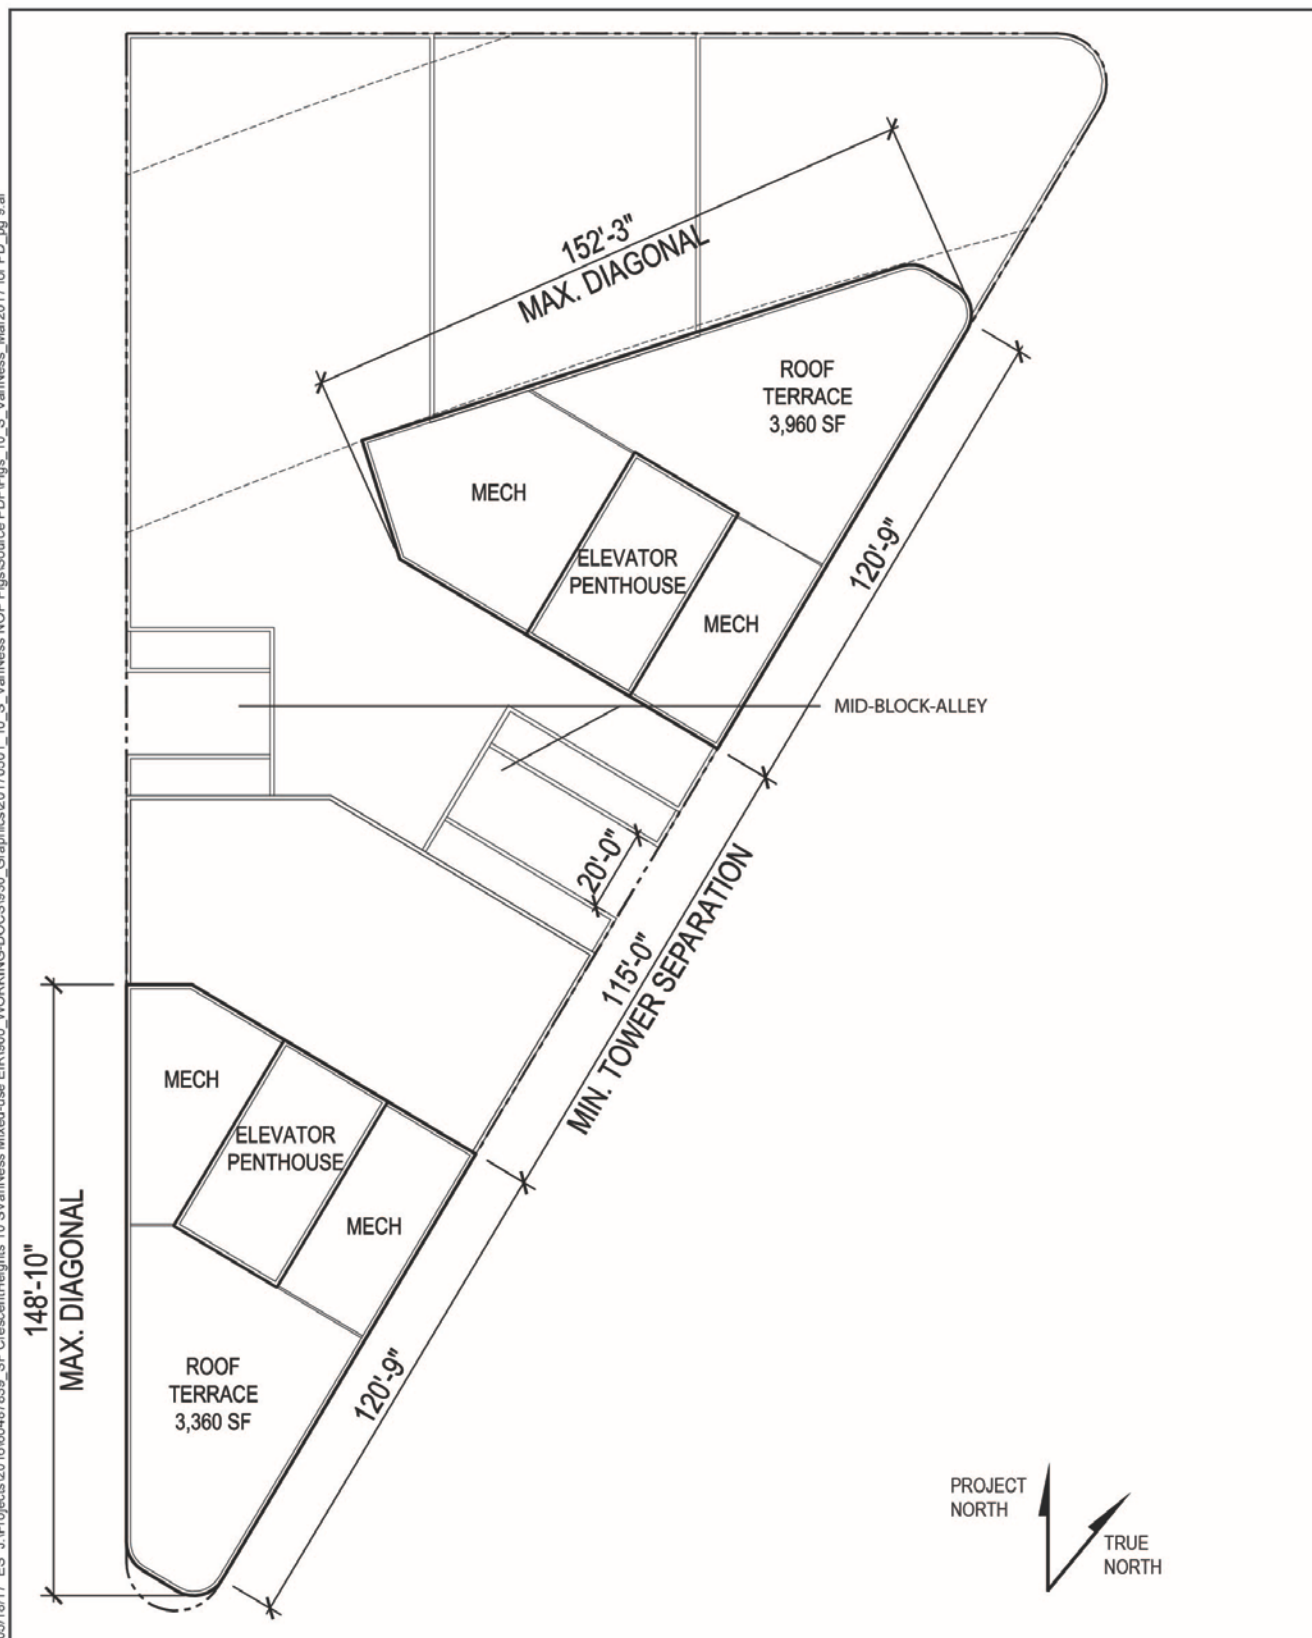 152'-3"
MAX. DIAGONAL
ROOF
TERRACE
3,960 SF
MECH
ELEVATOR
PENTHOUSE
MECH
120'-9"
MID-BLOCK-ALLEY
20'-0"
115'-0"
MIN. TOWER SEPARATION
MECH
ELEVATOR
PENTHOUSE
MECH
148'-10"
MAX. DIAGONAL
ROOF
TERRACE
3,360 SF
120'-9"
PROJECT
NORTH
TRUE
NORTH